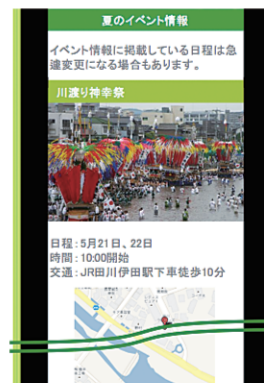 夏のイベント情報
イベント情報に掲載している日程は急
遽変更になる場合もあります。
川渡り神幸祭
日程：5月21日、22日
時間：10:00開始
交通：JR田川伊田駅下車徒歩10分